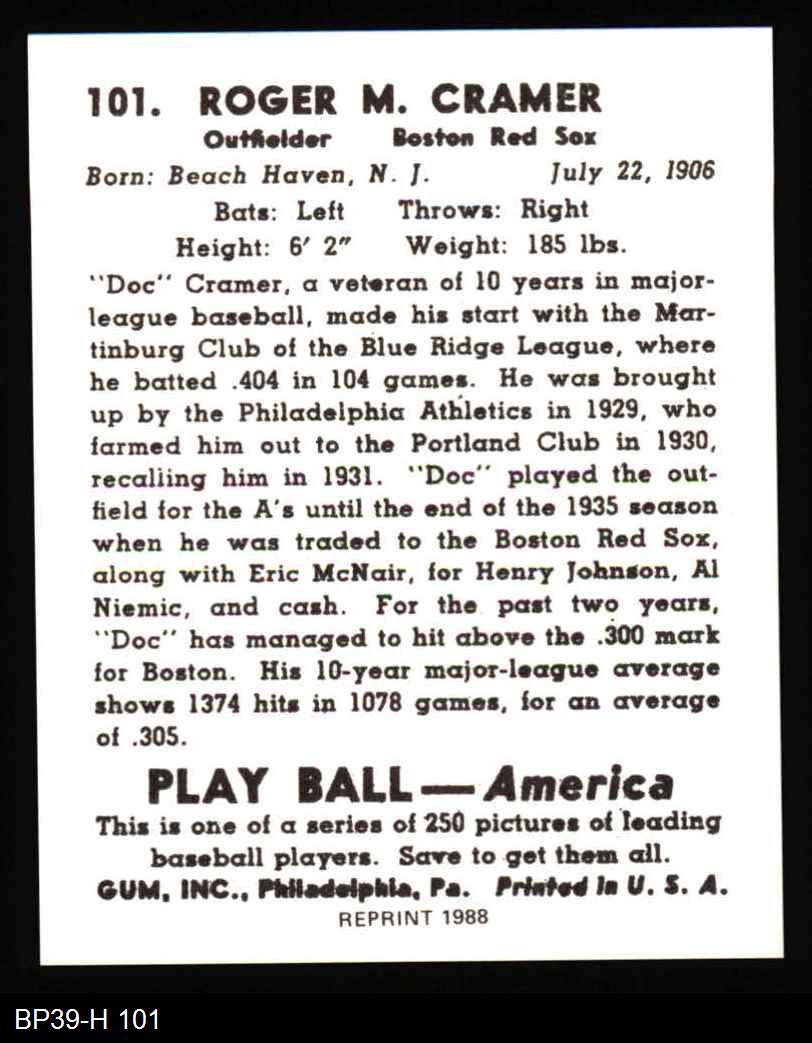 101. ROGER M. CRAMER
Outfielder Boston Red Sox
Born: Beach Haven, N. J. July 22, 1906
Bats: Left Throws: Right
Height: 6' 2" Weight: 185 lbs.
"Doc" Cramer, a veteran of 10 years in major-
league baseball, made his start with the Mar-
tinburg Club of the Blue Ridge League, where
he batted .404 in 104 games. He was brought
up by the Philadelphia Athletics in 1929, who
farmed him out to the Portland Club in 1930,
recalling him in 1931. "Doc" played the out-
field for the A's until the end of the 1935 season
when he was traded to the Boston Red Sox,
along with Eric McNair, for Henry Johnson, Al
Niemic, and cash. For the past two years,
"Doc" has managed to hit above the .300 mark
for Boston. His 10-year major-league average
shows 1374 hits in 1078 games, for an average
of .305.
PLAY BALL—America
This is one of a series of 250 pictures of leading
baseball players. Save to get them all.
GUM, INC., Philadelphia, Pa. Printed in U. S. A.
REPRINT 1988
BP39-H 101